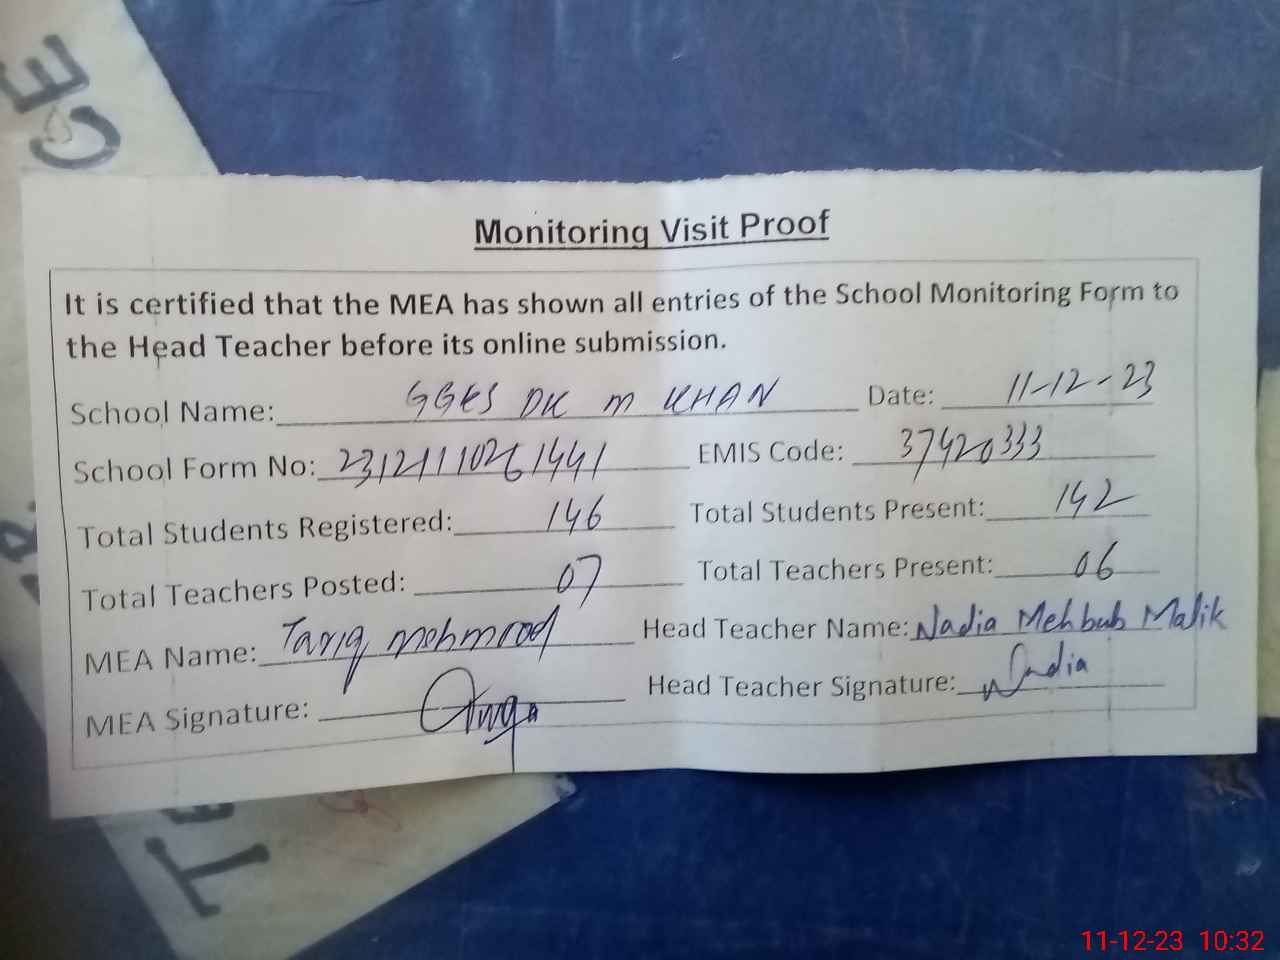 CE
Monitoring Visit Proof
It is certified that the MEA has shown all entries of the School Monitoring Form to
the Head Teacher before its online submission.
School Name: GGES DK M KHAN Date: 11-12-23
School Form No: 23121110261441 EMIS Code: 37420333
Total Students Registered: 146 Total Students Present: 142
Total Teachers Posted: 07 Total Teachers Present: 06
MEA Name: Tariq Mehmood Head Teacher Name: Nadia Mehbub Malik
MEA Signature: Head Teacher Signature: Nadia
TE
11-12-23 10:32